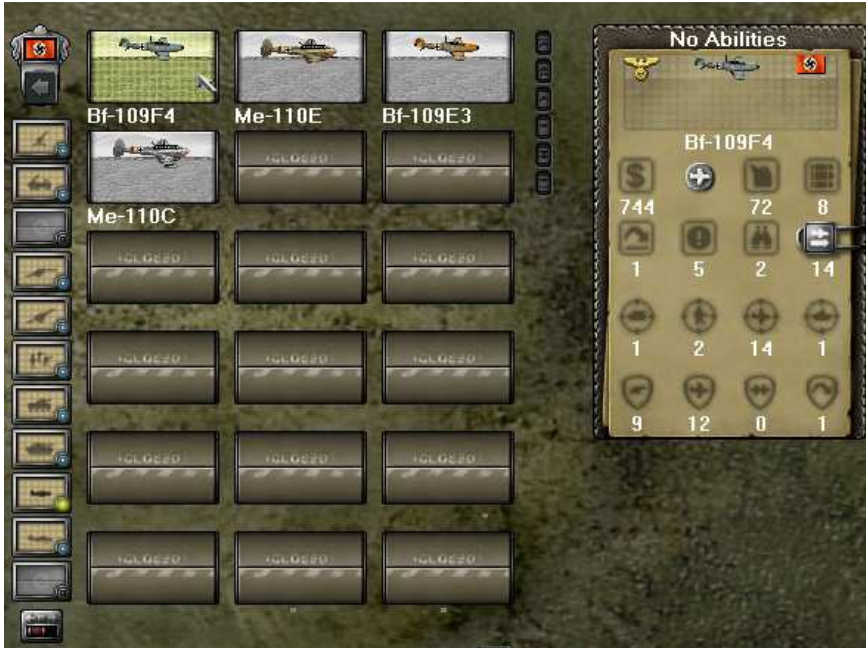 No Abilities
Bf-109F4 Me-110E Bf-109E3
Bf-109F4
744 72 8
Me-110C
1 5 2 14
1 2 14 1
9 12 0 1